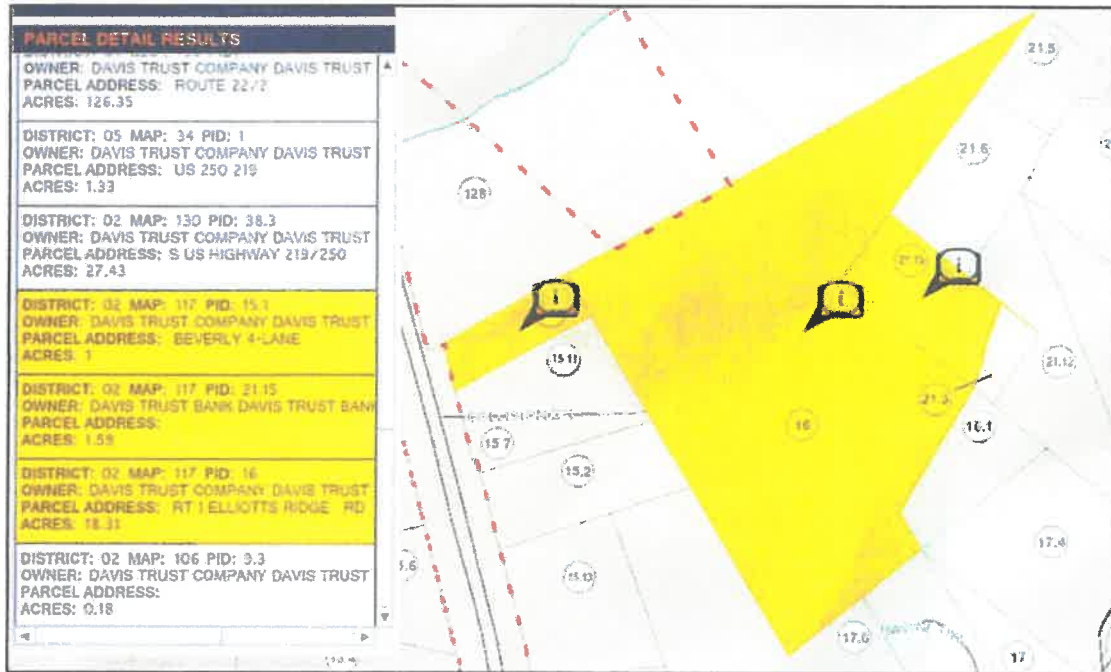 PARCEL DETAIL RESULTS
OWNER: DAVIS TRUST COMPANY DAVIS TRUST
PARCEL ADDRESS: ROUTE 22/2
ACRES: 126.35
DISTRICT: 05 MAP: 34 PID: 1
OWNER: DAVIS TRUST COMPANY DAVIS TRUST
PARCEL ADDRESS: US 250 219
ACRES: 1.33
DISTRICT: 02 MAP: 130 PID: 38.3
OWNER: DAVIS TRUST COMPANY DAVIS TRUST
PARCEL ADDRESS: S US HIGHWAY 219/250
ACRES: 27.43
DISTRICT: 02 MAP: 117 PID: 15.1
OWNER: DAVIS TRUST COMPANY DAVIS TRUST
PARCEL ADDRESS: BEVERLY 4-LANE
ACRES: 1
DISTRICT: 02 MAP: 117 PID: 21.15
OWNER: DAVIS TRUST BANK DAVIS TRUST BANK
PARCEL ADDRESS:
ACRES: 1.59
DISTRICT: 02 MAP: 117 PID: 16
OWNER: DAVIS TRUST COMPANY DAVIS TRUST
PARCEL ADDRESS: RT 1 ELLIOTTS RIDGE RD
ACRES: 18.31
DISTRICT: 02 MAP: 106 PID: 9.3
OWNER: DAVIS TRUST COMPANY DAVIS TRUST
PARCEL ADDRESS:
ACRES: 0.18
21.5
21.6
128
15.11
21.12
16.1
16
15.7
15.2
15.13
17.4
17.6
17